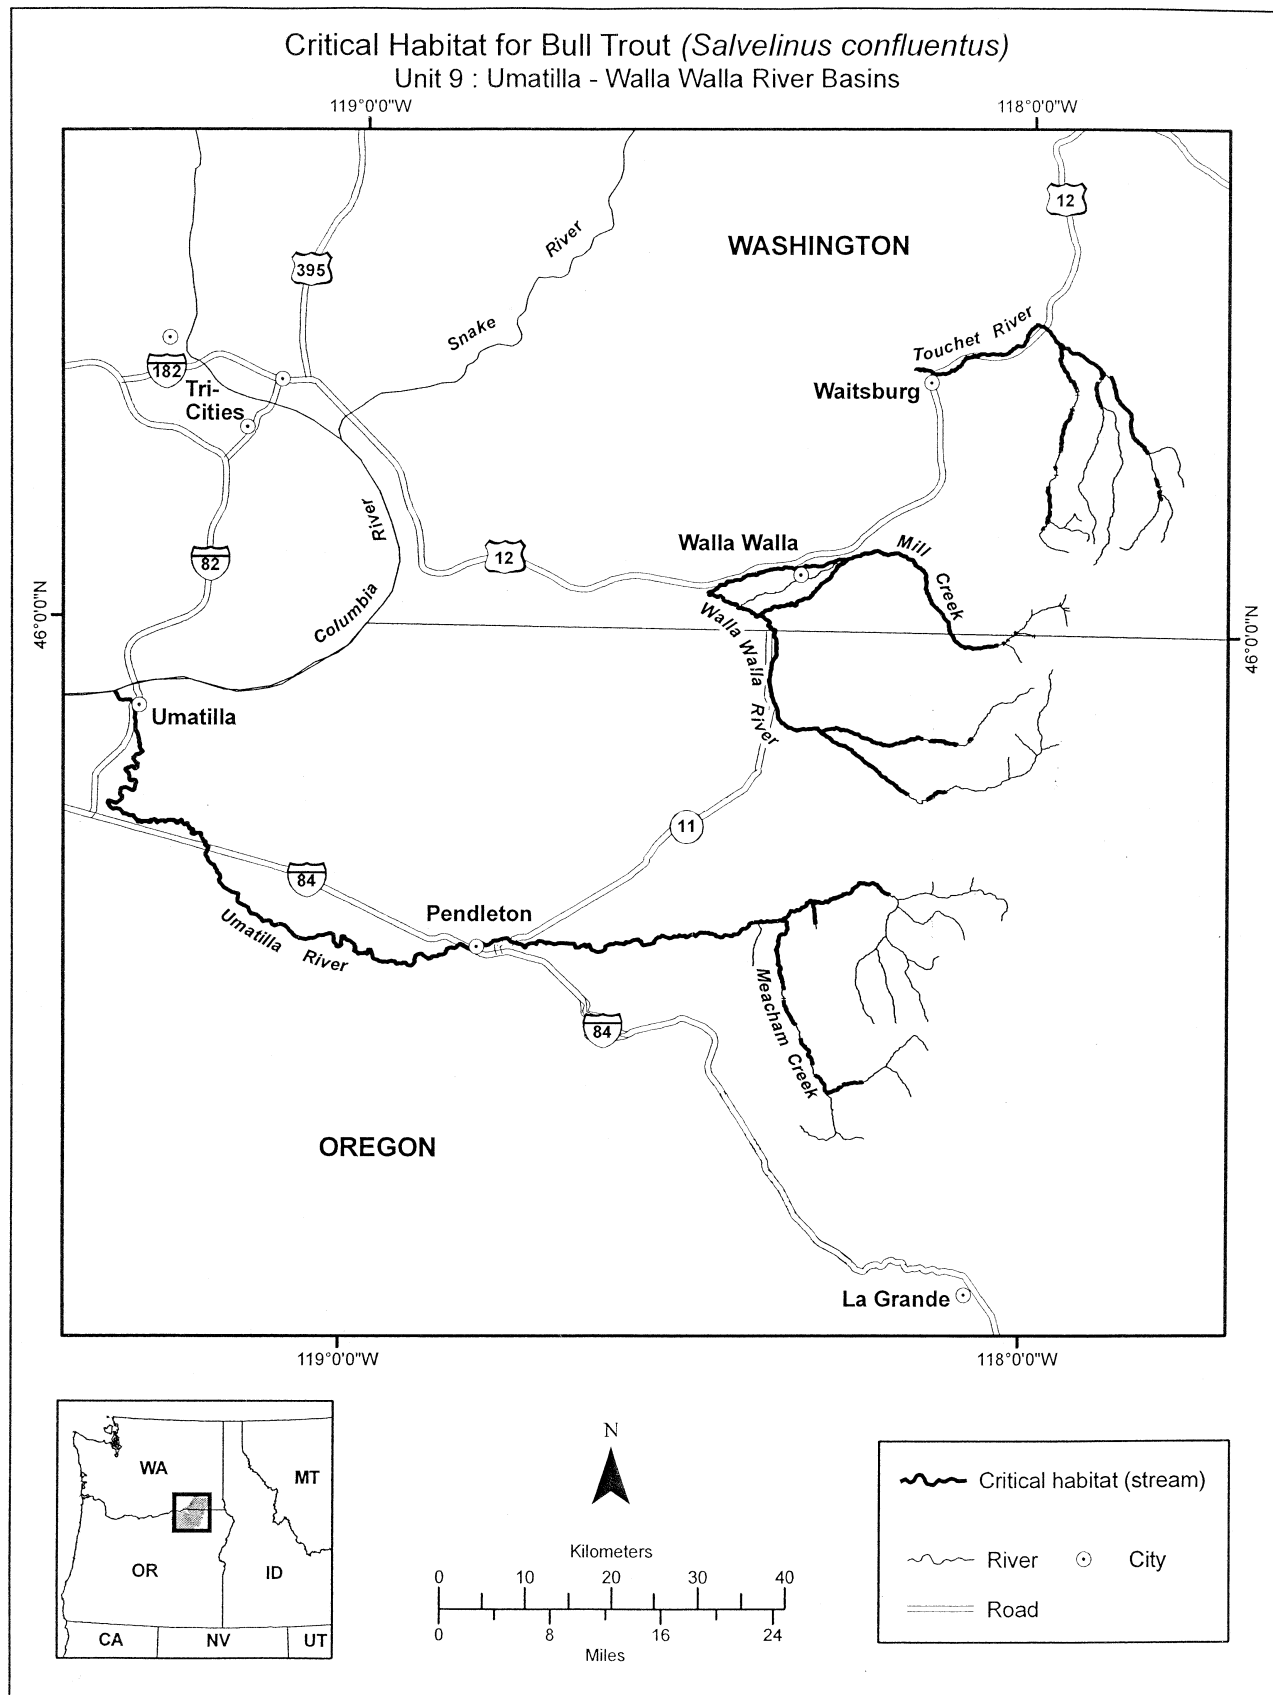 Critical Habitat for Bull Trout (Salvelinus confluentus)
Unit 9 : Umatilla - Walla Walla River Basins
119°0'0"W
118°0'0"W
12
WASHINGTON
River
395
Snake
Touchet River
182
Tri-
Cities
Waitsburg
River
82
12
Walla Walla
Mill
Creek
Columbia
46°0'0"N
46°0'0"N
Walla Walla River
Umatilla
11
84
Pendleton
Umatilla River
Meacham Creek
84
OREGON
La Grande
119°0'0"W
118°0'0"W
WA
MT
OR
ID
CA
NV
UT
N
Kilometers
0 10 20 30 40
0 8 16 24
Miles
Critical habitat (stream)
River
City
Road